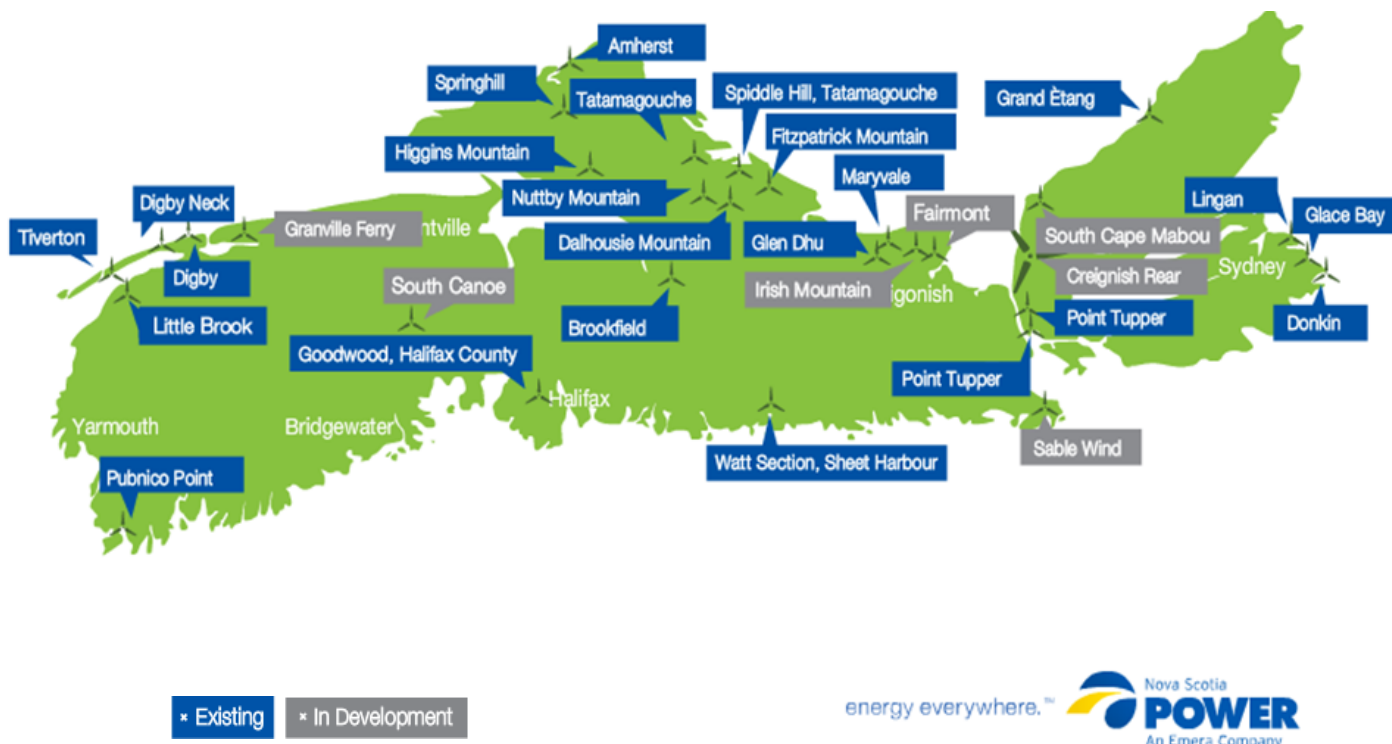 Amherst
Springhill
Tatamagouche
Spiddle Hill, Tatamagouche
Grand Ètang
Fitzpatrick Mountain
Higgins Mountain
Maryvale
Nuttby Mountain
Digby Neck
Granville Ferry
ntville
Fairmont
Lingan
Glace Bay
Tiverton
Dalhousie Mountain
Glen Dhu
South Cape Mabou
Sydney
Digby
South Canoe
Irish Mountain
igonish
Creignish Rear
Little Brook
Brookfield
Point Tupper
Donkin
Goodwood, Halifax County
Point Tupper
Halifax
Yarmouth
Bridgewater
Sable Wind
Watt Section, Sheet Harbour
Pubnico Point
× Existing
× In Development
energy everywhere.™
Nova Scotia
POWER
An Emera Company